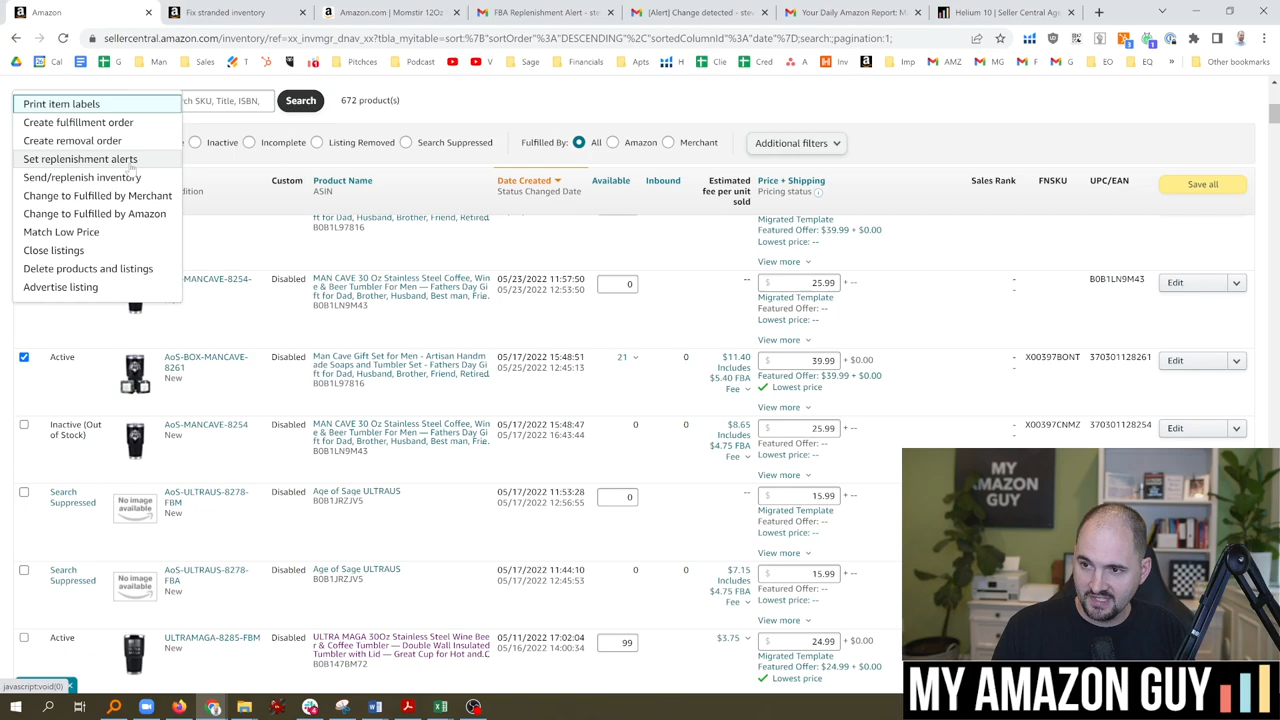 Amazon
Fix stranded inventory
Amazon.com | Momstir 12Oz
FBA Replenishment Alert - ste
[Alert] Change detected - stev
Your Daily Amazon Report: M
Helium 10 | Seller Central Age
sellercentral.amazon.com/inventory/ref=xx_invmgr_dnav_xx?tbla_myitable=sort:%7B"sortOrder"%3A"DESCENDING"%2C"sortedColumnId"%3A"date"%7D;search:;pagination:1;
Cal
Man
Sales
T
Pitchces
Podcast
V
Sage
Financials
Apts
Clie
Cred
A
Inv
Imp
AMZ
MG
F
G
EO
EQ
»
Other bookmarks
Print item labels
Create fulfillment order
Create removal order
Set replenishment alerts
Send/replenish inventory
Change to Fulfilled by Merchant
Change to Fulfilled by Amazon
Match Low Price
Close listings
Delete products and listings
Advertise listing
rch SKU, Title, ISBN,
Search
672 product(s)
Inactive
Incomplete
Listing Removed
Search Suppressed
Fulfilled By:
All
Amazon
Merchant
Additional filters
dition
Custom
Product Name
ASIN
Date Created
Status Changed Date
Available
Inbound
Estimated
fee per unit
sold
Price + Shipping
Pricing status
Sales Rank
FNSKU
UPC/EAN
Save all
ft for Dad, Husband, Brother, Friend, Retired.
B0B1L97816
Migrated Template
Featured Offer: $39.99 + $0.00
Lowest price: --
View more
-MANCAVE-8254-
Disabled
MAN CAVE 30 Oz Stainless Steel Coffee, Win
e & Beer Tumbler For Men — Fathers Day Gi
ft for Dad, Brother, Husband, Best man, Frie.
B0B1LN9M43
05/23/2022 11:57:50
05/23/2022 12:53:50
0
--
$ 25.99 + --
Migrated Template
Featured Offer: --
Lowest price: --
View more
-
-
B0B1LN9M43
Edit
Active
AoS-BOX-MANCAVE-
8261
New
Disabled
Man Cave Gift Set for Men - Artisan Handma
de Soaps and Tumbler Set - Fathers Day Gi
ft for Dad, Husband, Brother, Friend, Retired.
B0B1L97816
05/17/2022 15:48:51
05/25/2022 12:45:13
21
0
$11.40
Includes
$5.40 FBA
Fee
$ 39.99 + $0.00
Featured Offer: $39.99 + $0.00
Lowest price
View more
-
-
X00397BONT
370301128261
Edit
Inactive (Out
of Stock)
AoS-MANCAVE-8254
New
Disabled
MAN CAVE 30 Oz Stainless Steel Coffee, Win
e & Beer Tumbler For Men — Fathers Day Gi
ft for Dad, Brother, Husband, Best man, Frie.
B0B1LN9M43
05/17/2022 15:48:47
05/17/2022 16:43:44
0
0
$8.65
Includes
$4.75 FBA
Fee
$ 25.99 + --
Featured Offer: --
Lowest price: --
View more
-
-
X00397CNMZ
370301128254
Edit
Search
Suppressed
No image
available
AoS-ULTRAUS-8278-
FBM
New
Disabled
Age of Sage ULTRAUS
B0B1JRZJV5
05/17/2022 11:53:28
05/17/2022 12:56:55
0
--
$ 15.99 + --
Migrated Template
Featured Offer: --
Lowest price: --
View more
Search
Suppressed
No image
available
AoS-ULTRAUS-8278-
FBA
New
Disabled
Age of Sage ULTRAUS
B0B1JRZJV5
05/17/2022 11:44:10
05/17/2022 12:45:53
0
0
$7.15
Includes
$4.75 FBA
Fee
$ 15.99 + --
Featured Offer: --
Lowest price: --
View more
Active
ULTRAMAGA-8285-FBM
New
Disabled
ULTRA MAGA 30Oz Stainless Steel Wine Bee
r & Coffee Tumbler — Double Wall Insulated
Tumbler with Lid — Great Cup for Hot and.C
B0B147BM72
05/11/2022 17:02:04
05/16/2022 14:00:34
99
$3.75
$ 24.99 + $0.00
Migrated Template
Featured Offer: $24.99 + $0.00
Lowest price
javascript:void(0)
MY
AMAZON
GUY
MY AMAZON GUY